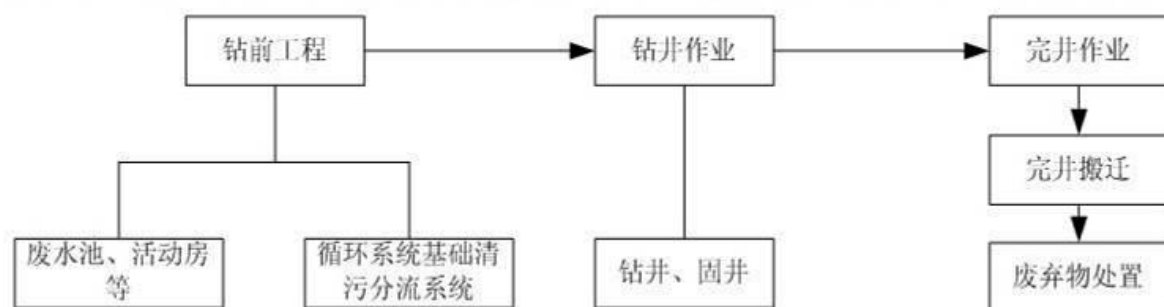 钻前工程
钻井作业
完井作业
完井搬迁
废水池、活动房
等
循环系统基础清
污分流系统
钻井、固井
废弃物处置